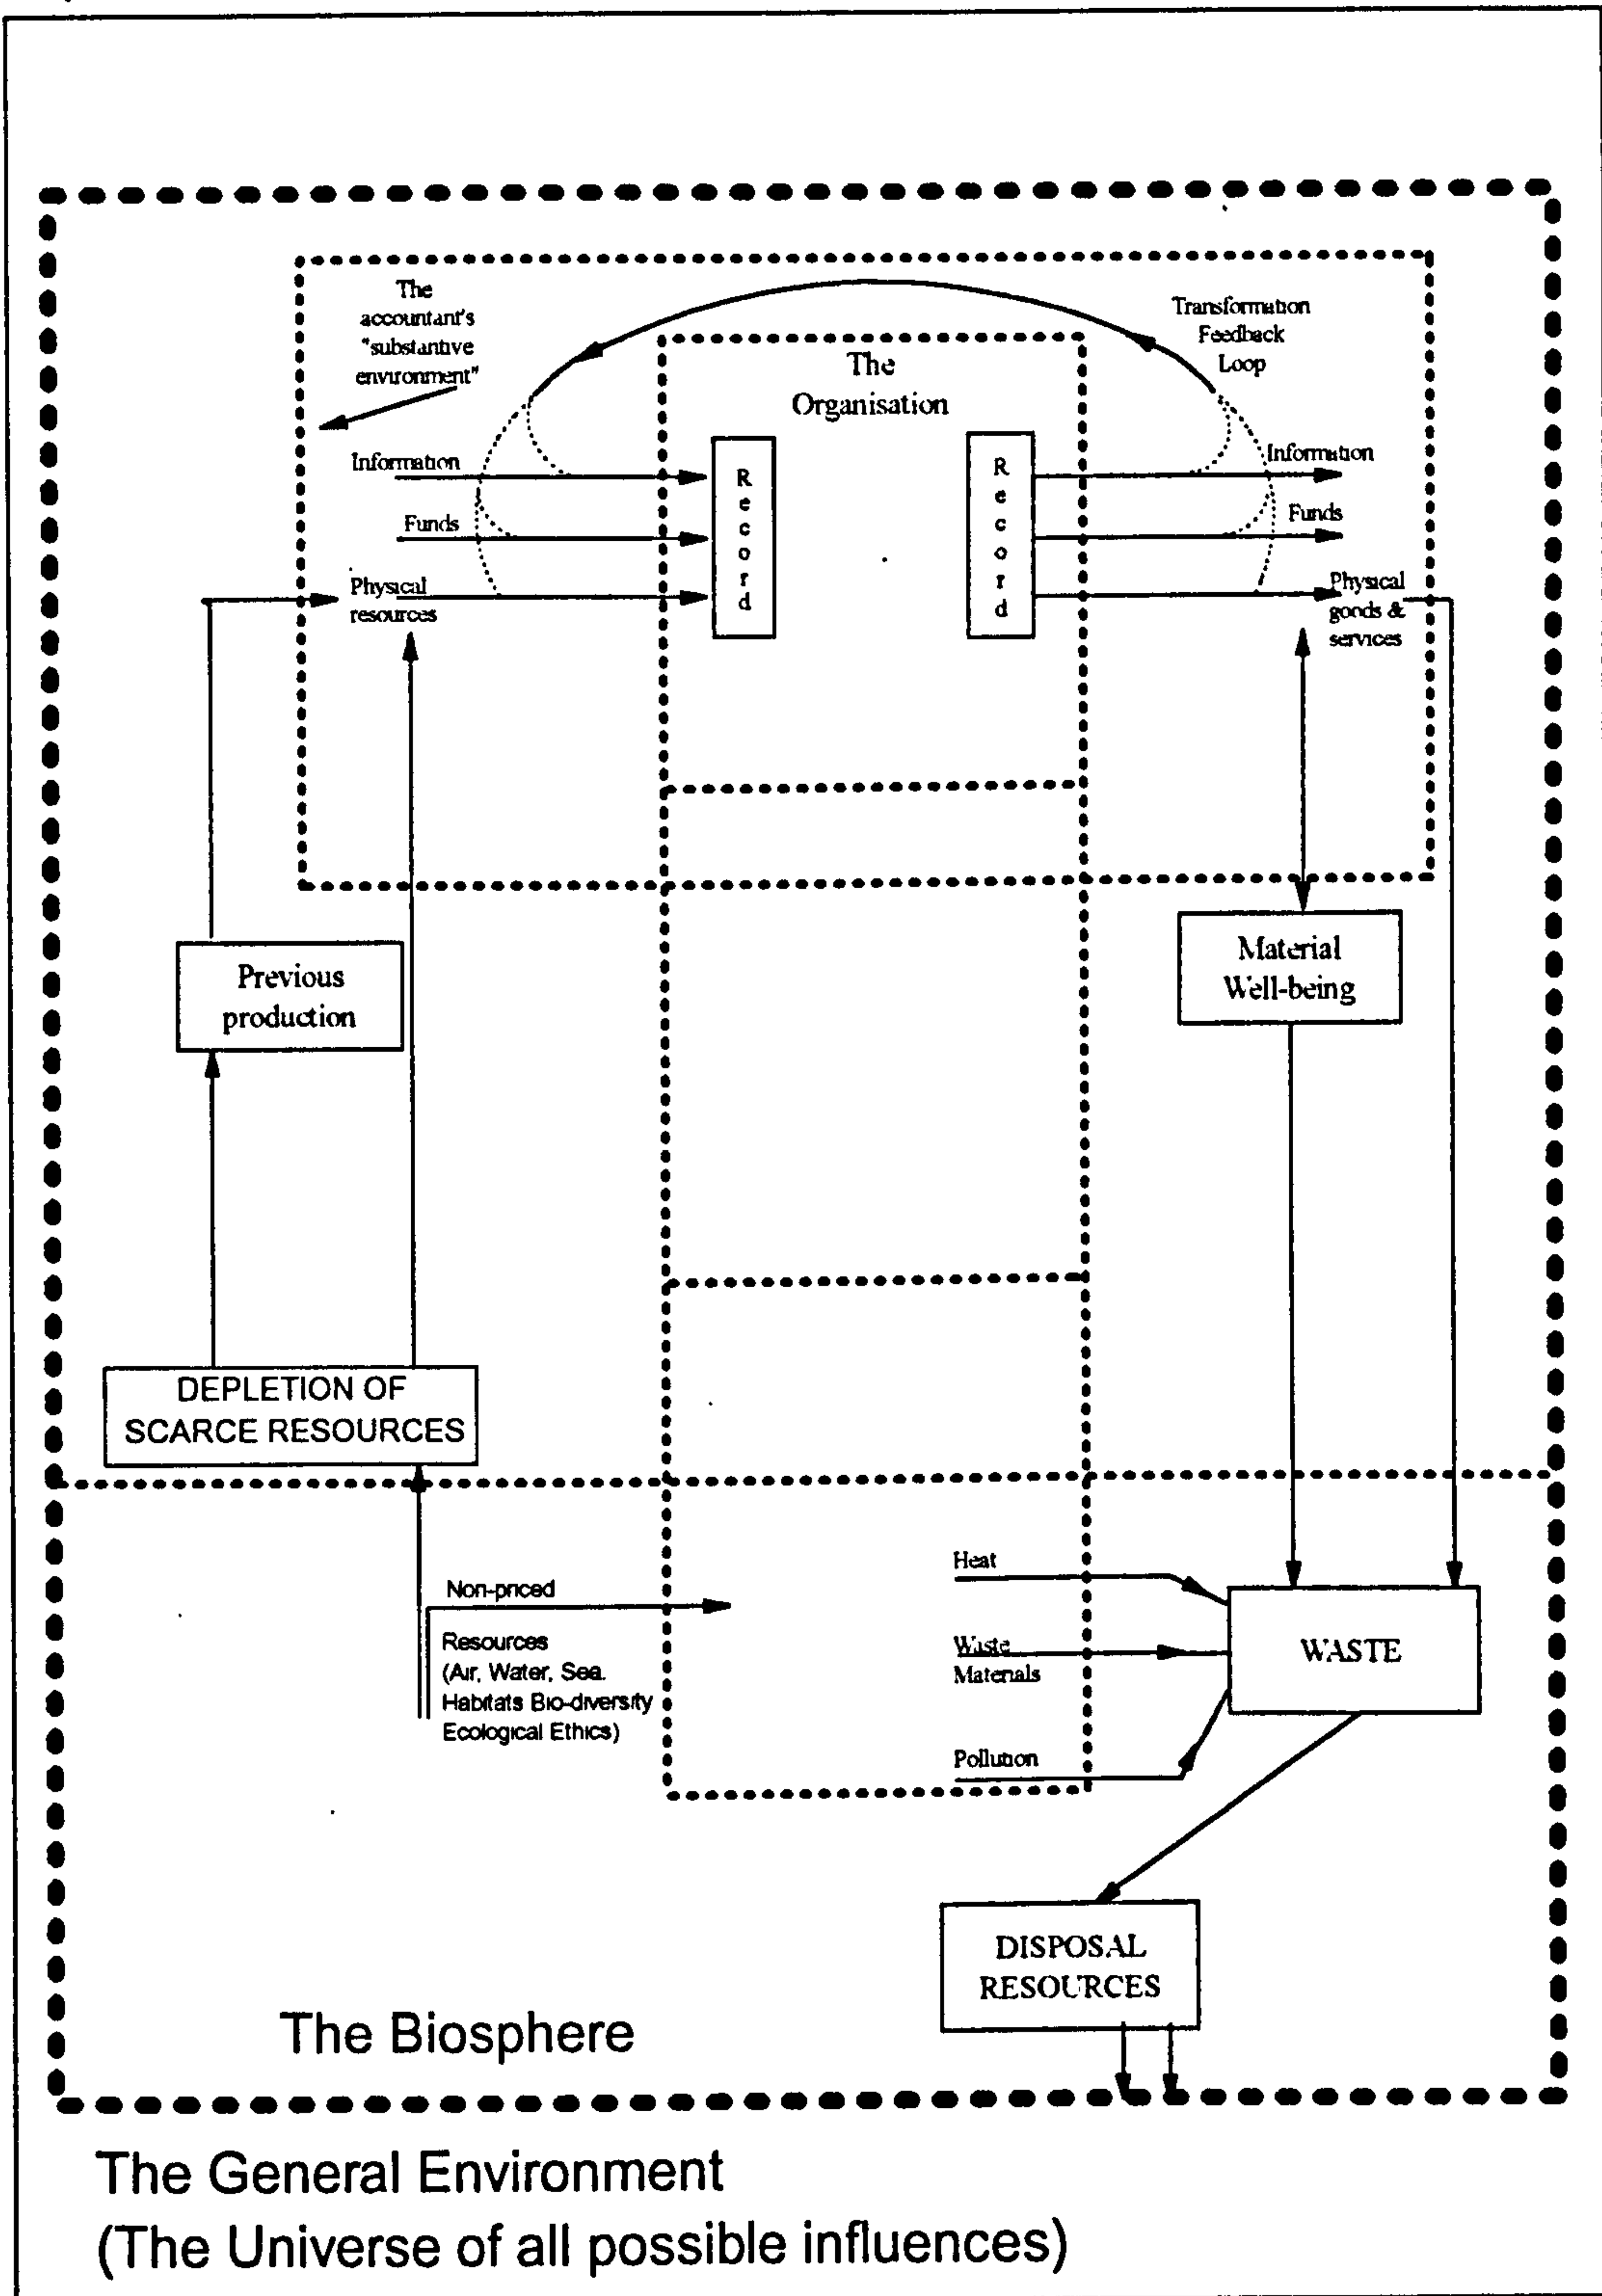 The
accountant's
"substantive
environment"
Transformation
Feedback
Loop
The
Organisation
Information
Funds
Physical
resources
Record
Record
Information
Funds
Physical
goods &
services
Previous
production
Material
Well-being
DEPLETION OF
SCARCE RESOURCES
Non-priced
Resources
(Air, Water, Sea.
Habitats Bio-diversity
Ecological Ethics)
Heat
Waste
Materials
Pollution
WASTE
DISPOSAL
RESOURCES
The Biosphere
The General Environment
(The Universe of all possible influences)